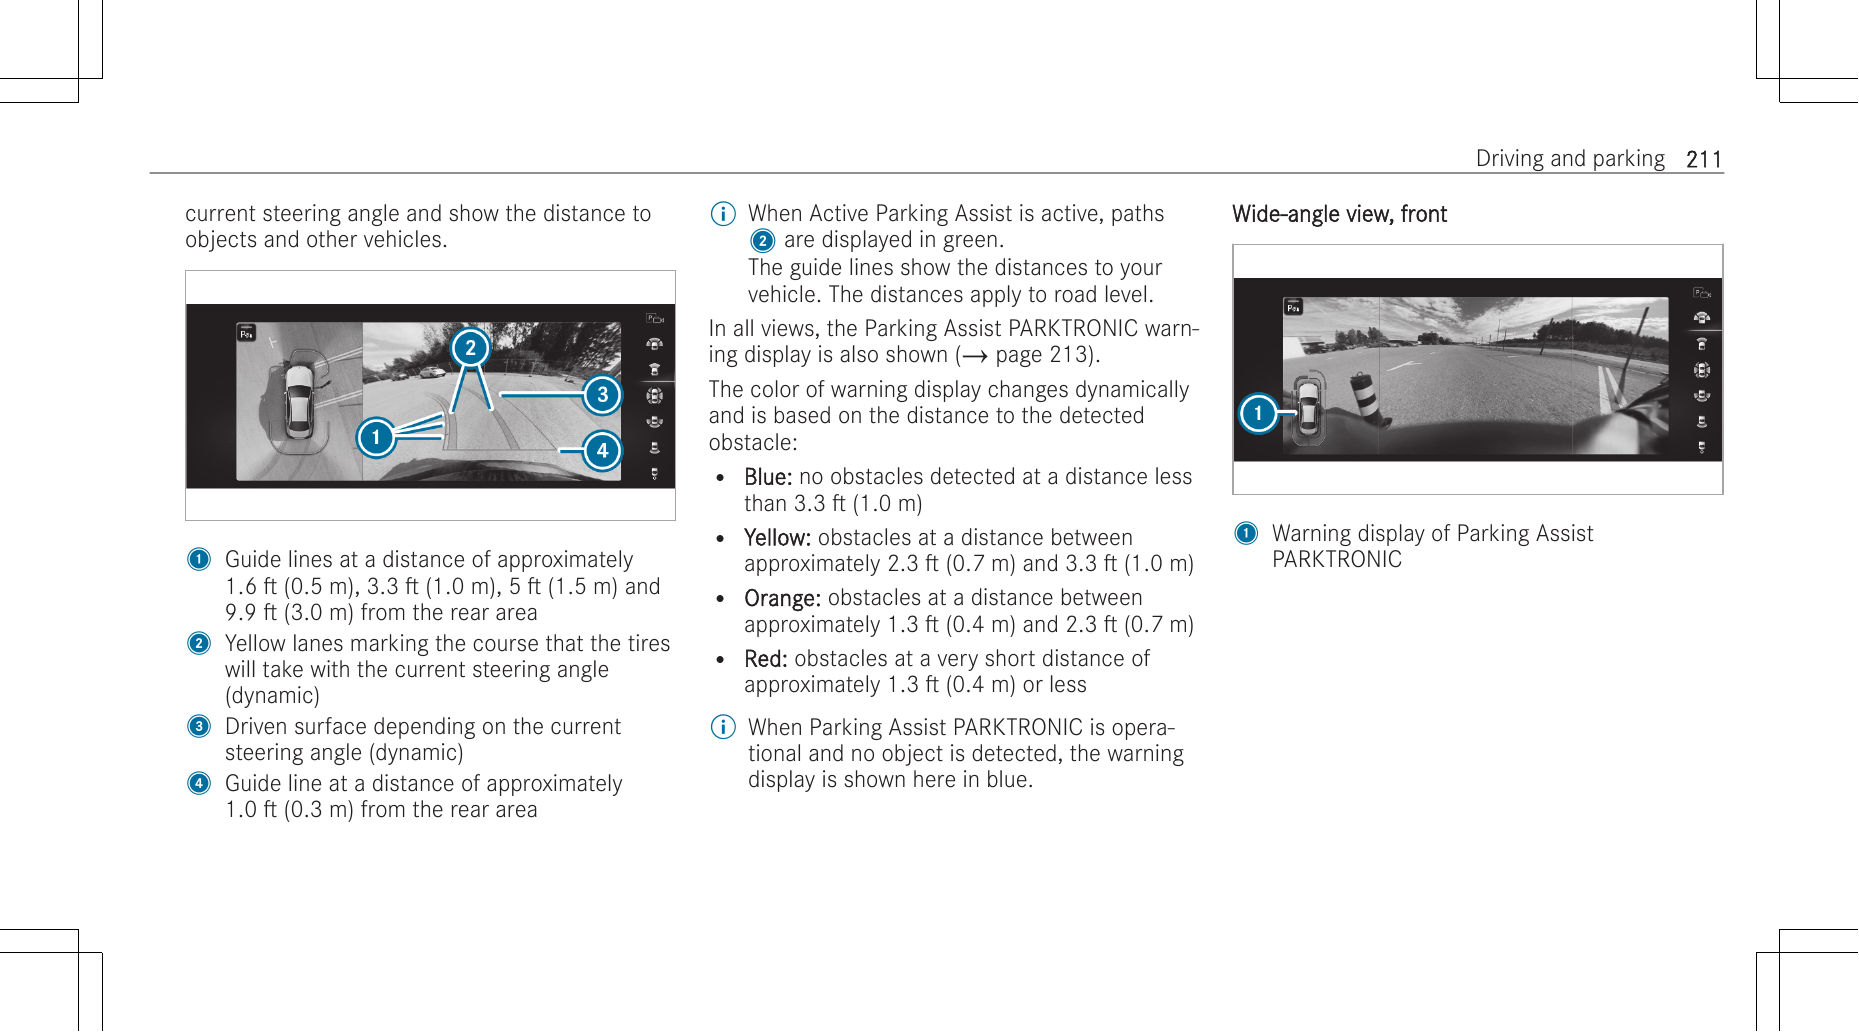 Driving and parking 211
current steering angle and show the distance to
objects and other vehicles.
2
3
1
4
1 Guide lines at a distance of approximately
1.6 ft (0.5 m), 3.3 ft (1.0 m), 5 ft (1.5 m) and
9.9 ft (3.0 m) from the rear area
2 Yellow lanes marking the course that the tires
will take with the current steering angle
(dynamic)
3 Driven surface depending on the current
steering angle (dynamic)
4 Guide line at a distance of approximately
1.0 ft (0.3 m) from the rear area
i When Active Parking Assist is active, paths
2 are displayed in green.
The guide lines show the distances to your
vehicle. The distances apply to road level.
In all views, the Parking Assist PARKTRONIC warn-
ing display is also shown (→ page 213).
The color of warning display changes dynamically
and is based on the distance to the detected
obstacle:
• Blue: no obstacles detected at a distance less
than 3.3 ft (1.0 m)
• Yellow: obstacles at a distance between
approximately 2.3 ft (0.7 m) and 3.3 ft (1.0 m)
• Orange: obstacles at a distance between
approximately 1.3 ft (0.4 m) and 2.3 ft (0.7 m)
• Red: obstacles at a very short distance of
approximately 1.3 ft (0.4 m) or less
i When Parking Assist PARKTRONIC is opera-
tional and no object is detected, the warning
display is shown here in blue.
Wide-angle view, front
1
1 Warning display of Parking Assist
PARKTRONIC